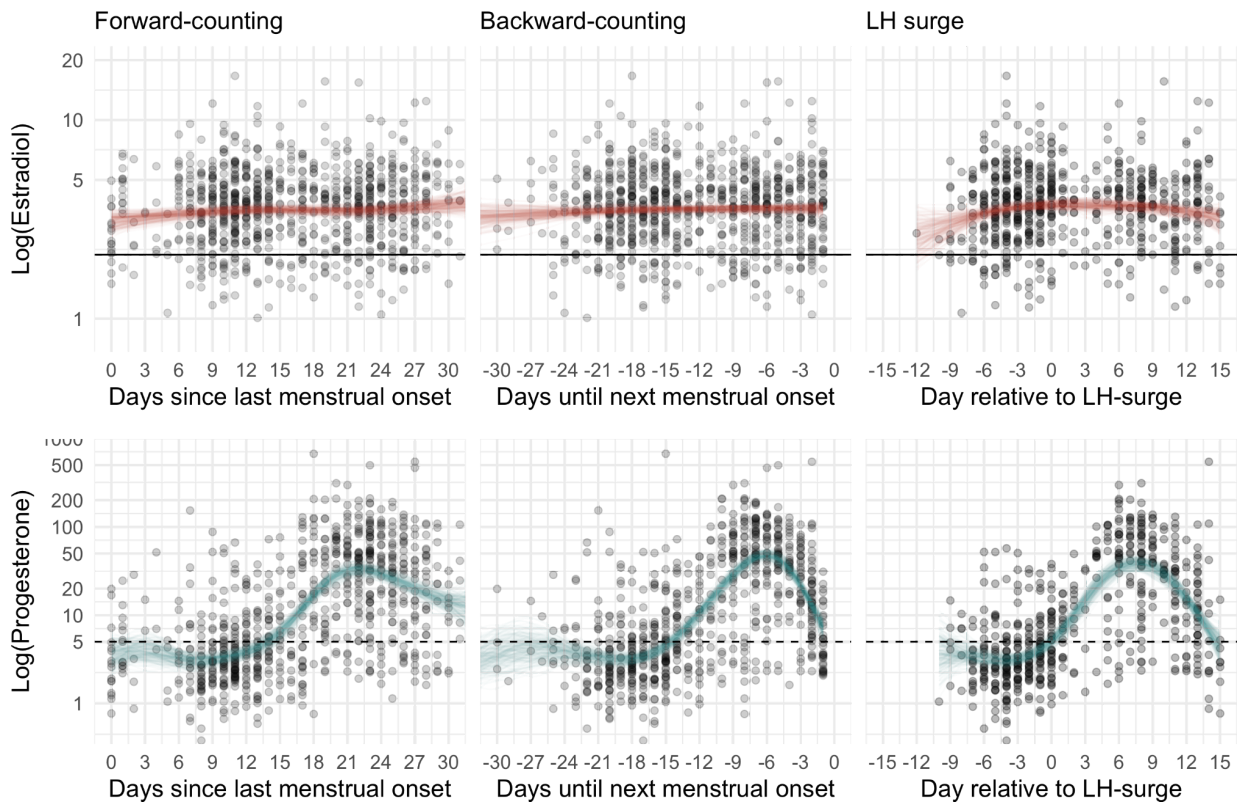 Forward-counting
Backward-counting
LH surge
Log(Estradiol)
20
10
5
1
0 3 6 9 12 15 18 21 24 27 30
-30 -27 -24 -21 -18 -15 -12 -9 -6 -3 0
-15 -12 -9 -6 -3 0 3 6 9 12 15
Days since last menstrual onset
Days until next menstrual onset
Day relative to LH-surge
Log(Progesterone)
1000
500
200
100
50
20
10
5
1
0 3 6 9 12 15 18 21 24 27 30
-30 -27 -24 -21 -18 -15 -12 -9 -6 -3 0
-15 -12 -9 -6 -3 0 3 6 9 12 15
Days since last menstrual onset
Days until next menstrual onset
Day relative to LH-surge